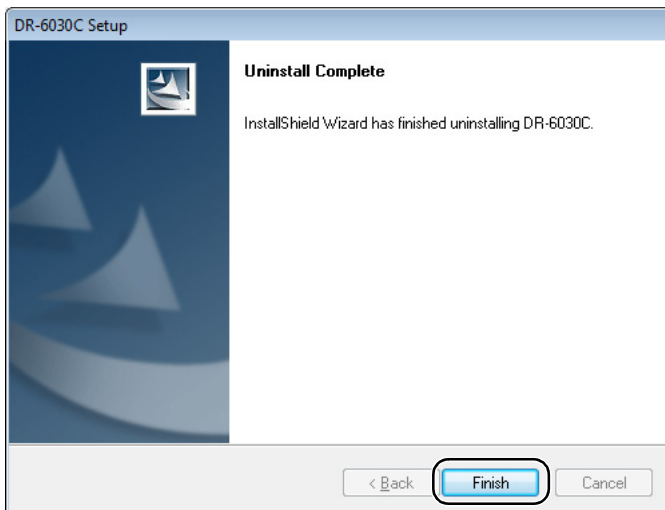 DR-6030C Setup
Uninstall Complete
InstallShield Wizard has finished uninstalling DR-6030C.
< Back Finish Cancel